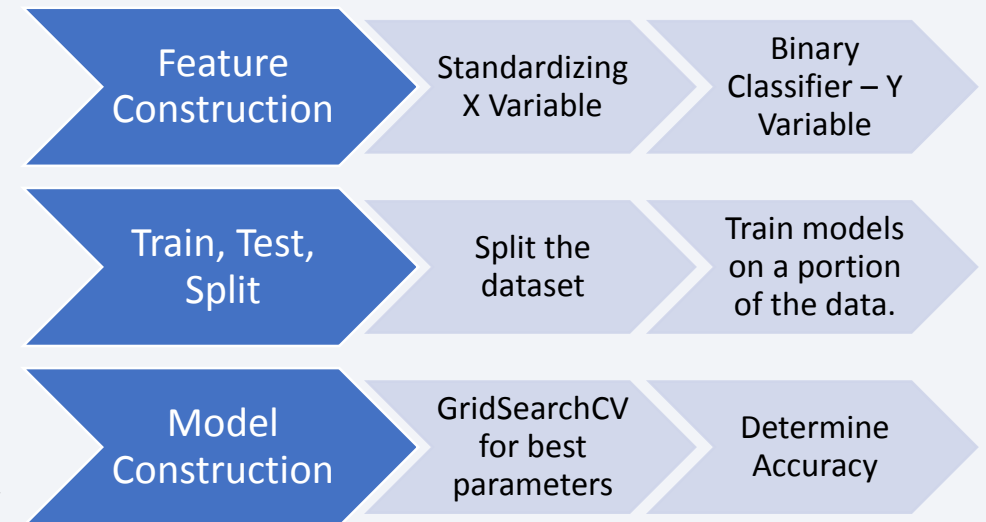 Feature
Construction
Standardizing
X Variable
Binary
Classifier – Y
Variable
Train, Test,
Split
Split the
dataset
Train models
on a portion
of the data.
Model
Construction
GridSearchCV
for best
parameters
Determine
Accuracy